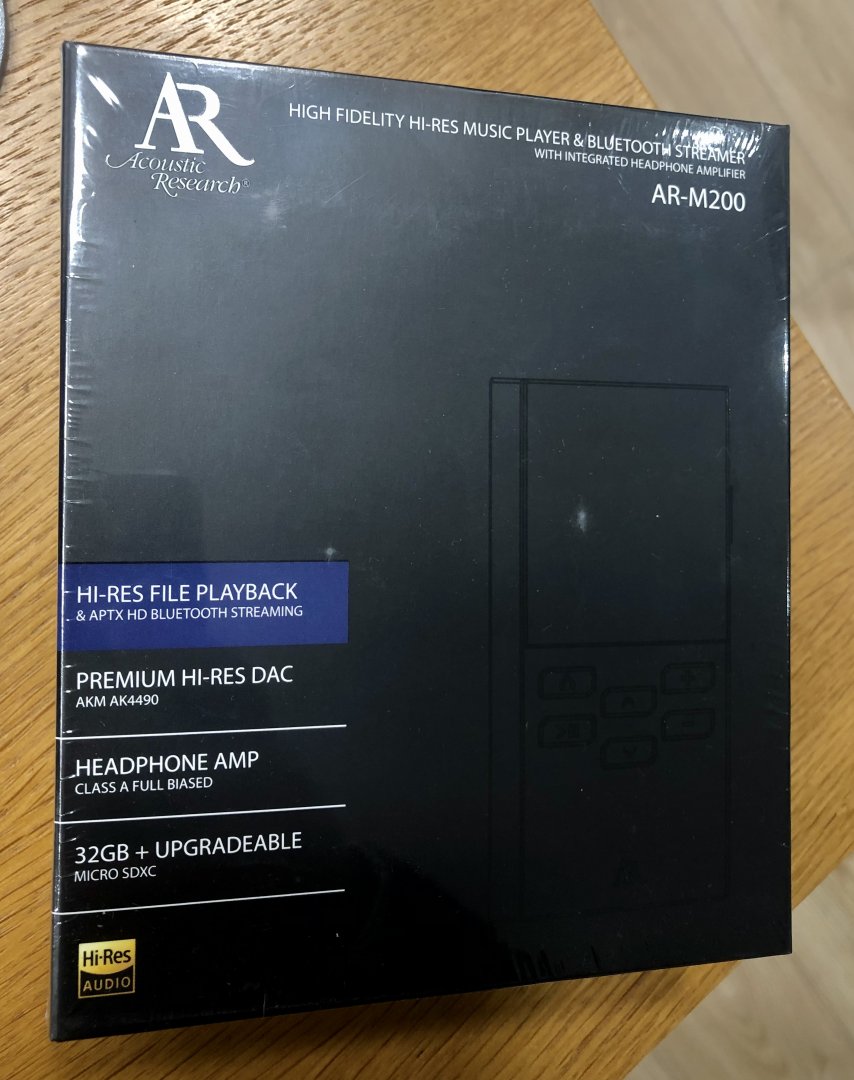 AR
Acoustic
Research®
HIGH FIDELITY HI-RES MUSIC PLAYER & BLUETOOTH STREAMER
WITH INTEGRATED HEADPHONE AMPLIFIER
AR-M200
HI-RES FILE PLAYBACK
& APTX HD BLUETOOTH STREAMING
PREMIUM HI-RES DAC
AKM AK4490
HEADPHONE AMP
CLASS A FULL BIASED
32GB + UPGRADEABLE
MICRO SDXC
Hi-Res
AUDIO
AR